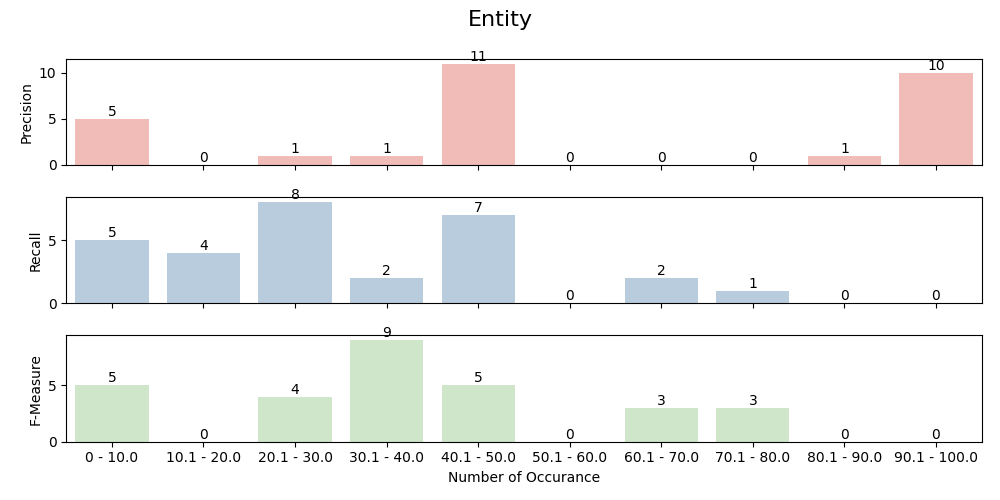 Entity
Precision
10
5
0
5 0 1 1 11 0 0 0 1 10
Recall
5
0
5 4 8 2 7 0 2 1 0 0
F-Measure
5
0
5 0 4 9 5 0 3 3 0 0
0 - 10.0 10.1 - 20.0 20.1 - 30.0 30.1 - 40.0 40.1 - 50.0 50.1 - 60.0 60.1 - 70.0 70.1 - 80.0 80.1 - 90.0 90.1 - 100.0
Number of Occurance